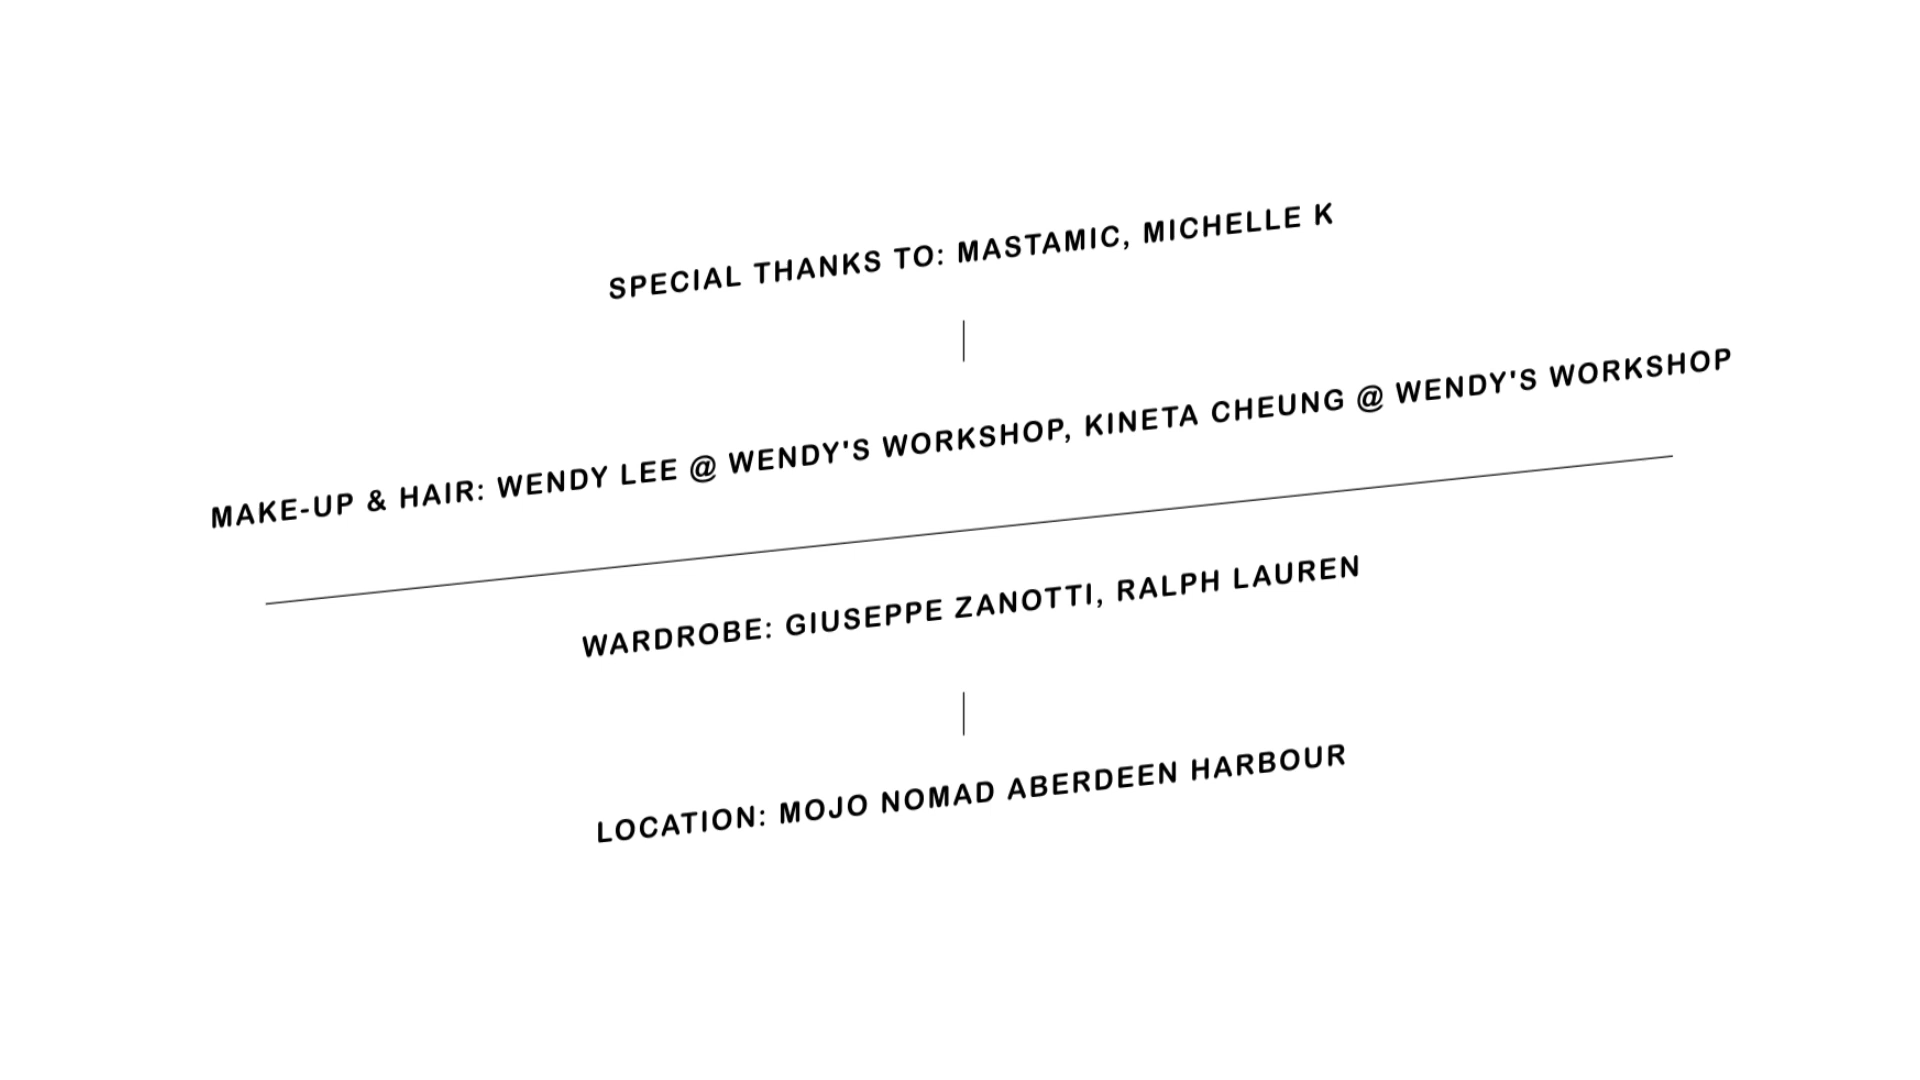 SPECIAL THANKS TO: MASTAMIC, MICHELLE K
MAKE-UP & HAIR: WENDY LEE @ WENDY'S WORKSHOP, KINETA CHEUNG @ WENDY'S WORKSHOP
WARDROBE: GIUSEPPE ZANOTTI, RALPH LAUREN
LOCATION: MOJO NOMAD ABERDEEN HARBOUR